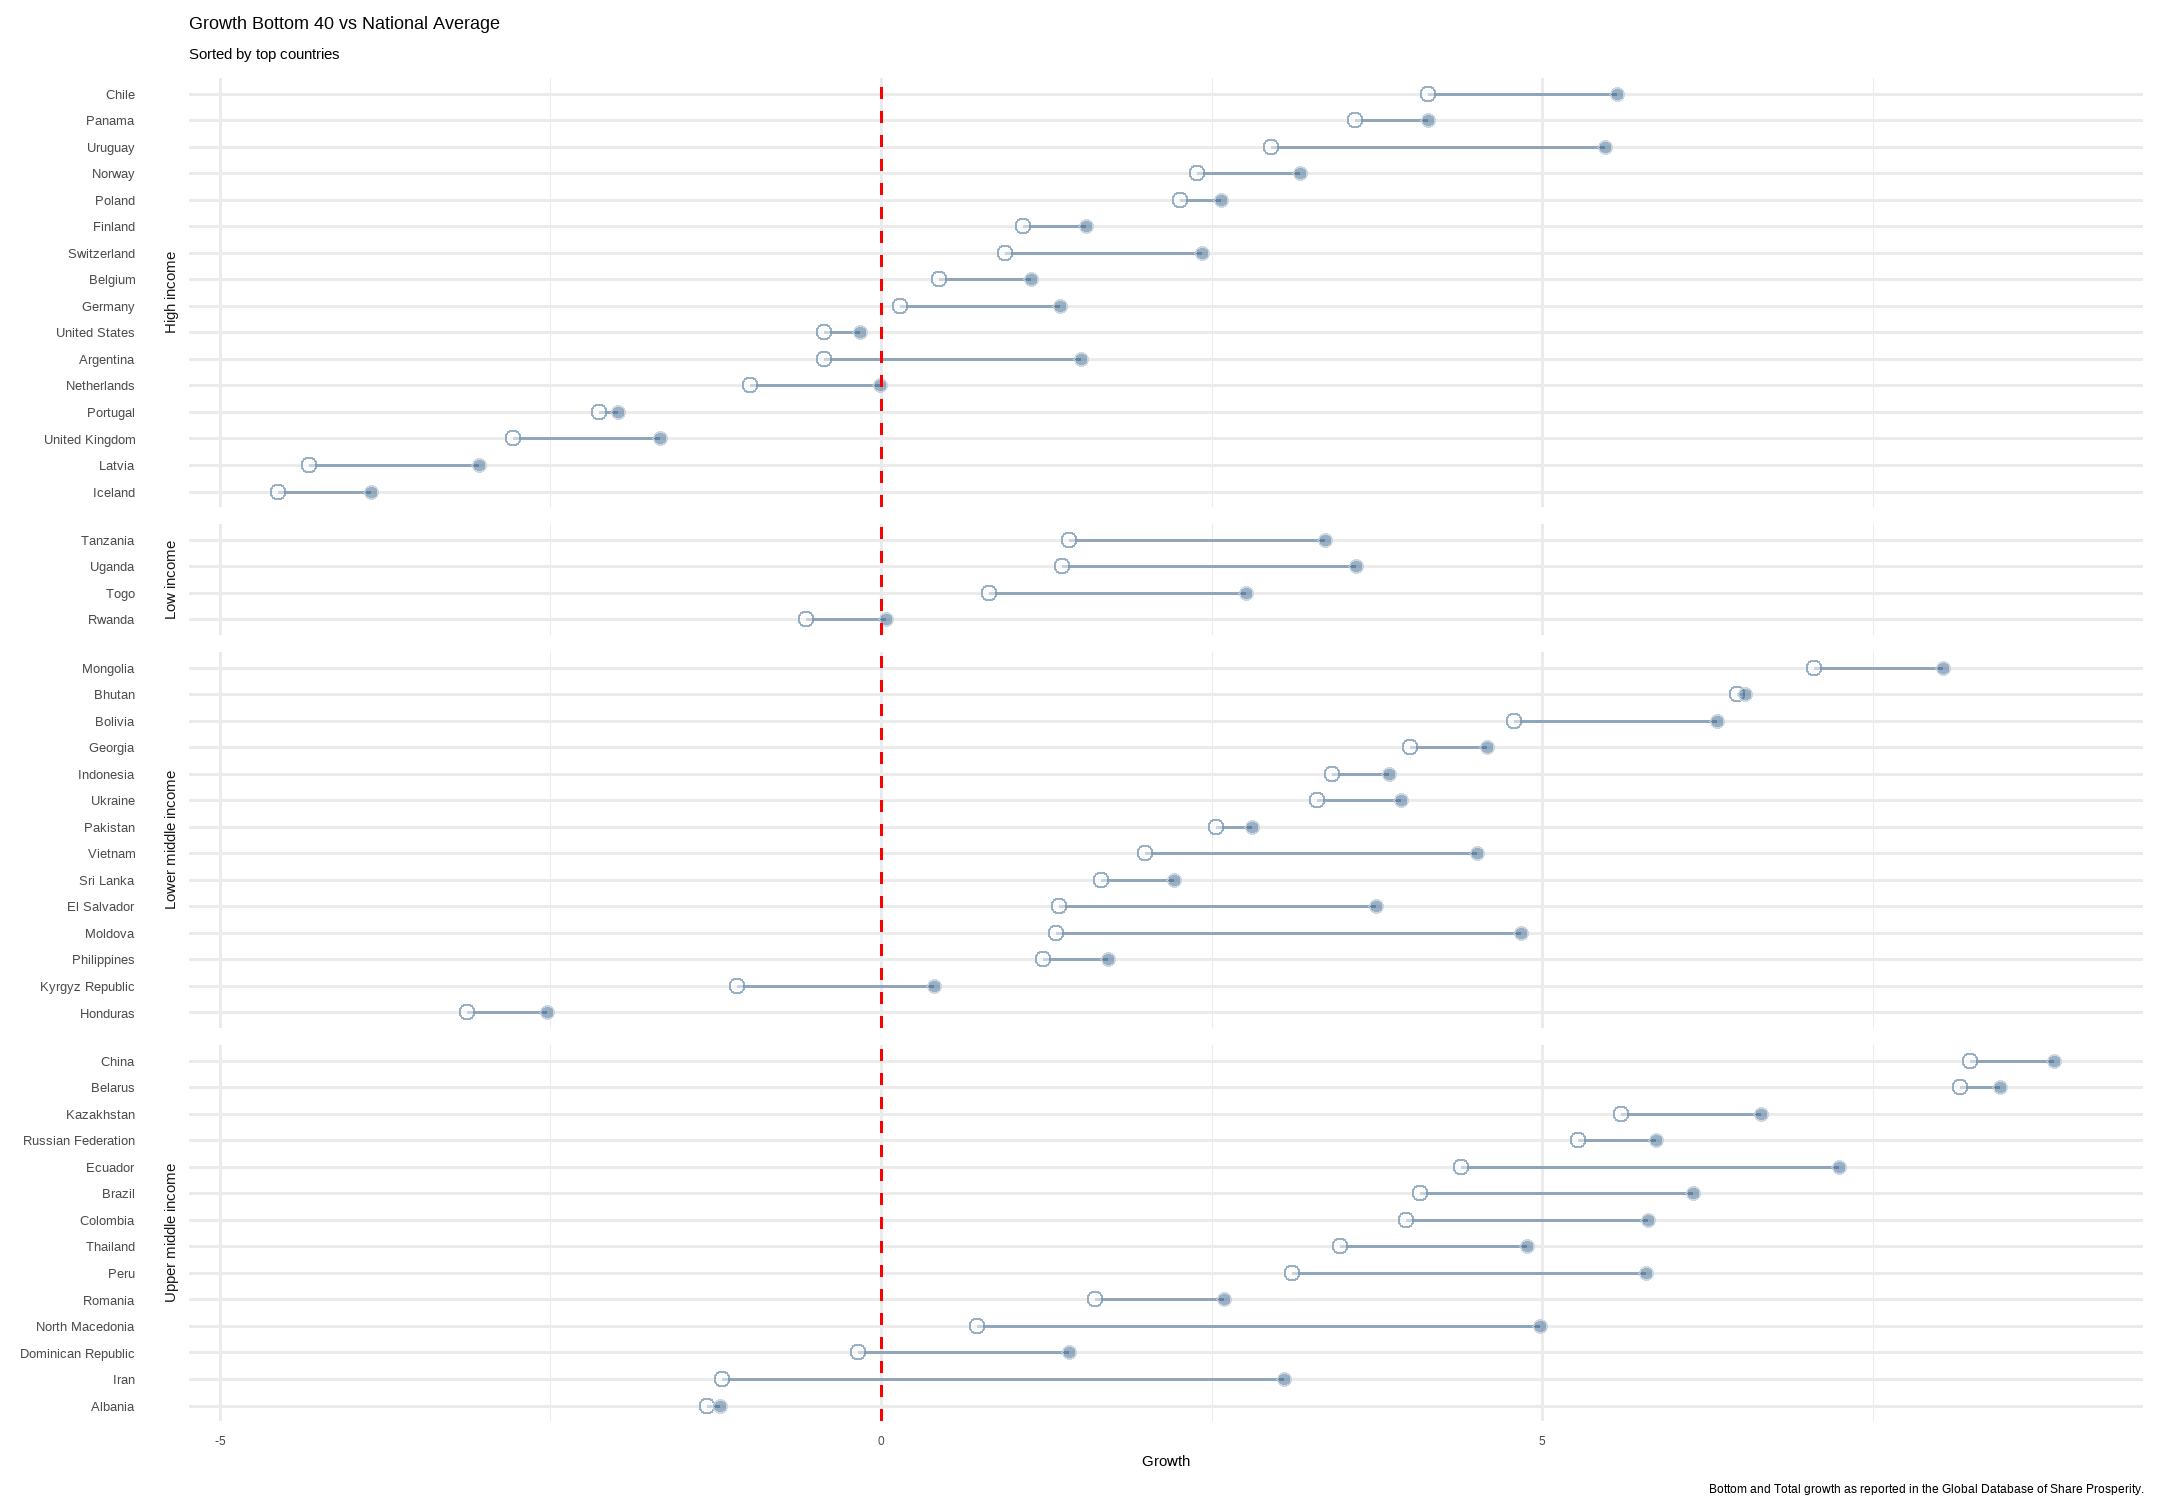 Growth Bottom 40 vs National Average
Sorted by top countries
High income
Chile
Panama
Uruguay
Norway
Poland
Finland
Switzerland
Belgium
Germany
United States
Argentina
Netherlands
Portugal
United Kingdom
Latvia
Iceland
Low income
Tanzania
Uganda
Togo
Rwanda
Lower middle income
Mongolia
Bhutan
Bolivia
Georgia
Indonesia
Ukraine
Pakistan
Vietnam
Sri Lanka
El Salvador
Moldova
Philippines
Kyrgyz Republic
Honduras
Upper middle income
China
Belarus
Kazakhstan
Russian Federation
Ecuador
Brazil
Colombia
Thailand
Peru
Romania
North Macedonia
Dominican Republic
Iran
Albania
-5 0 5
Growth
Bottom and Total growth as reported in the Global Database of Share Prosperity.